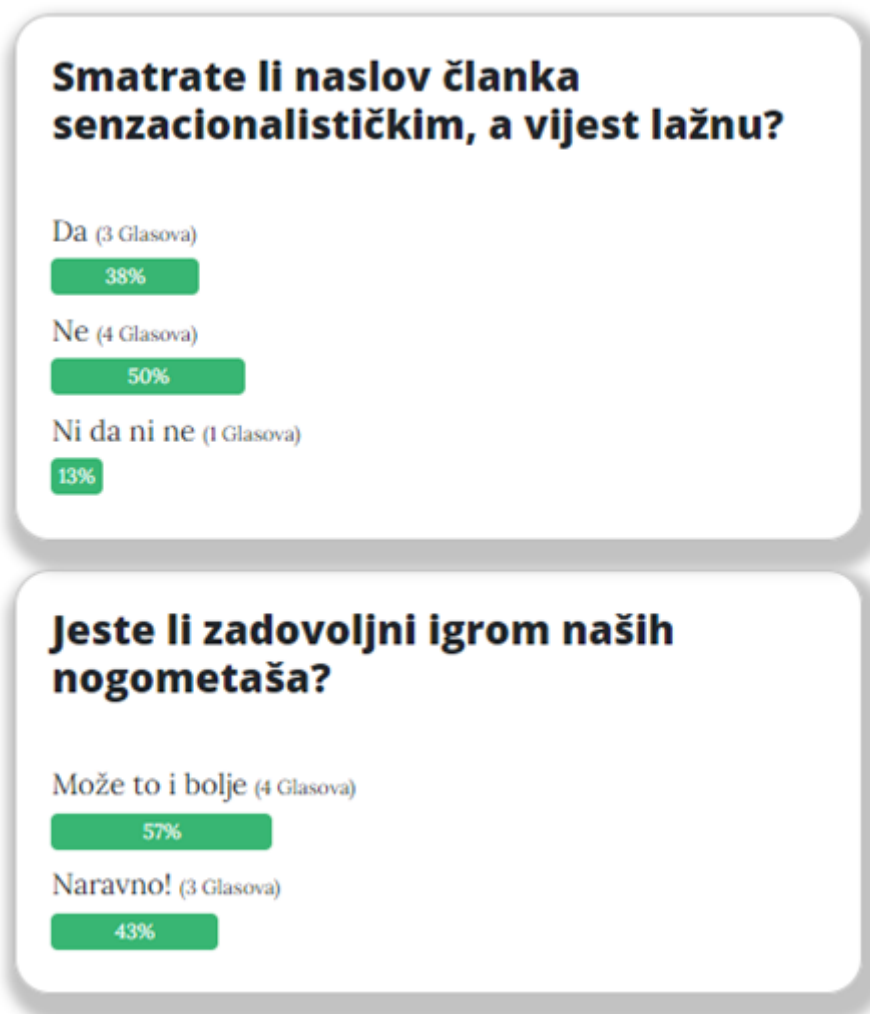 Smatrate li naslov članka
senzacionalističkim, a vijest lažnu?
Da (3 Glasova)
38%
Ne (4 Glasova)
50%
Ni da ni ne (1 Glasova)
13%
Jeste li zadovoljni igrom naših
nogometaša?
Može to i bolje (4 Glasova)
57%
Naravno! (3 Glasova)
43%